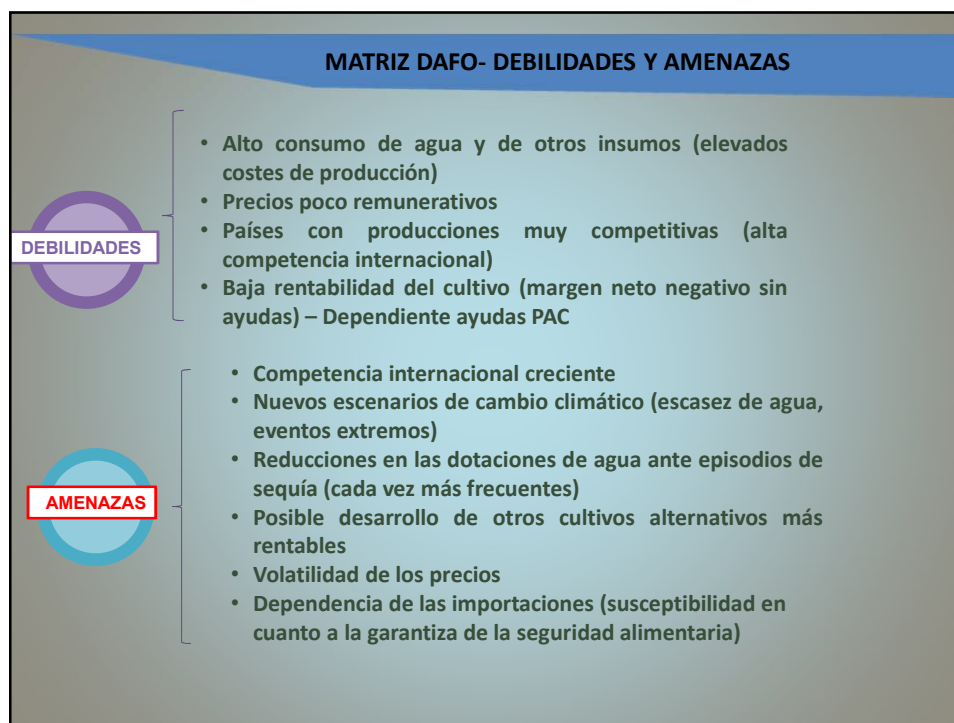 MATRIZ DAFO- DEBILIDADES Y AMENAZAS
DEBILIDADES
• Alto consumo de agua y de otros insumos (elevados
costes de producción)
• Precios poco remunerativos
• Países con producciones muy competitivas (alta
competencia internacional)
• Baja rentabilidad del cultivo (margen neto negativo sin
ayudas) – Dependiente ayudas PAC
AMENAZAS
• Competencia internacional creciente
• Nuevos escenarios de cambio climático (escasez de agua,
eventos extremos)
• Reducciones en las dotaciones de agua ante episodios de
sequía (cada vez más frecuentes)
• Posible desarrollo de otros cultivos alternativos más
rentables
• Volatilidad de los precios
• Dependencia de las importaciones (susceptibilidad en
cuanto a la garantiza de la seguridad alimentaria)